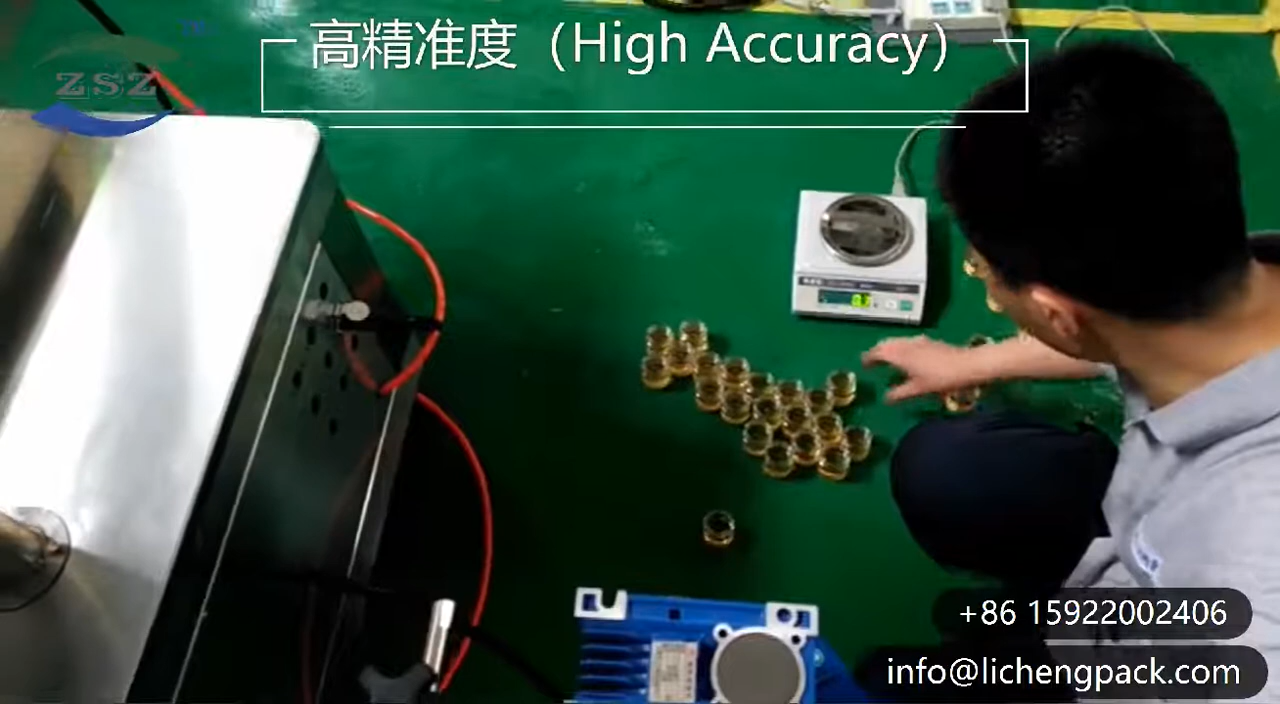 高精准度（High Accuracy）
ZSZ
+86 15922002406
info@lichengpack.com